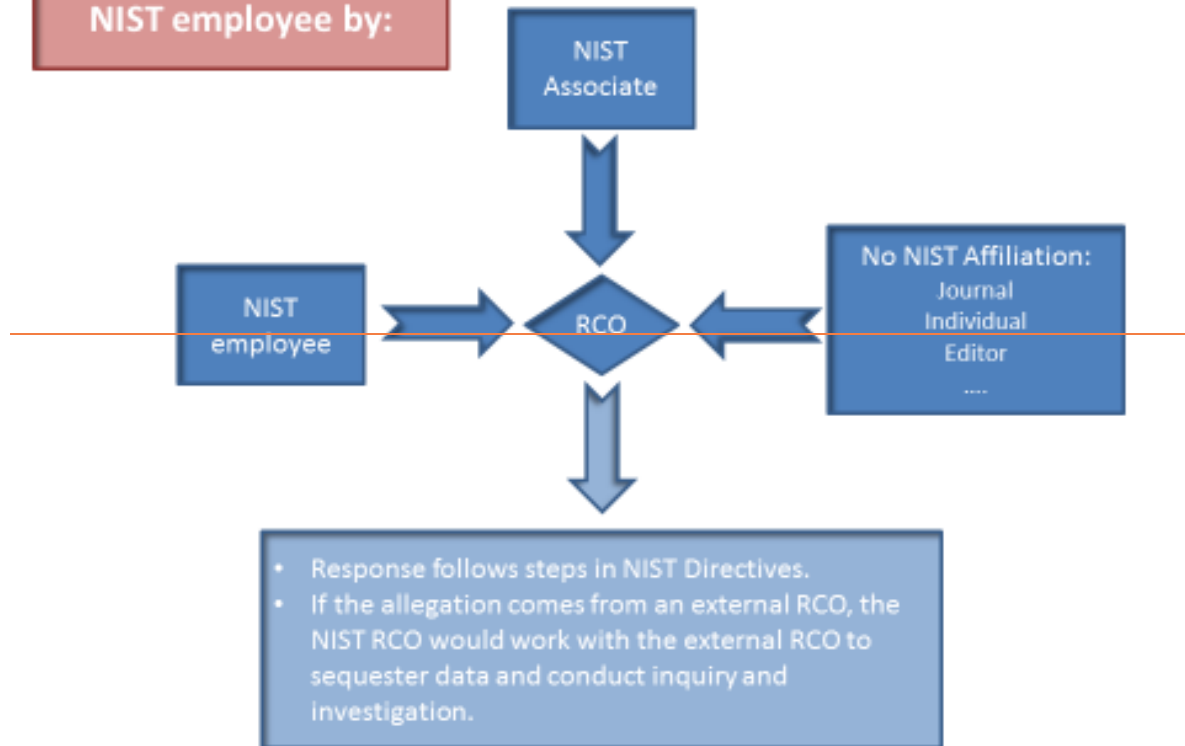 NIST employee by:
NIST
Associate
No NIST Affiliation:
Journal
Individual
Editor
....
NIST
employee
RCO
• Response follows steps in NIST Directives.
• If the allegation comes from an external RCO, the
NIST RCO would work with the external RCO to
sequester data and conduct inquiry and
investigation.